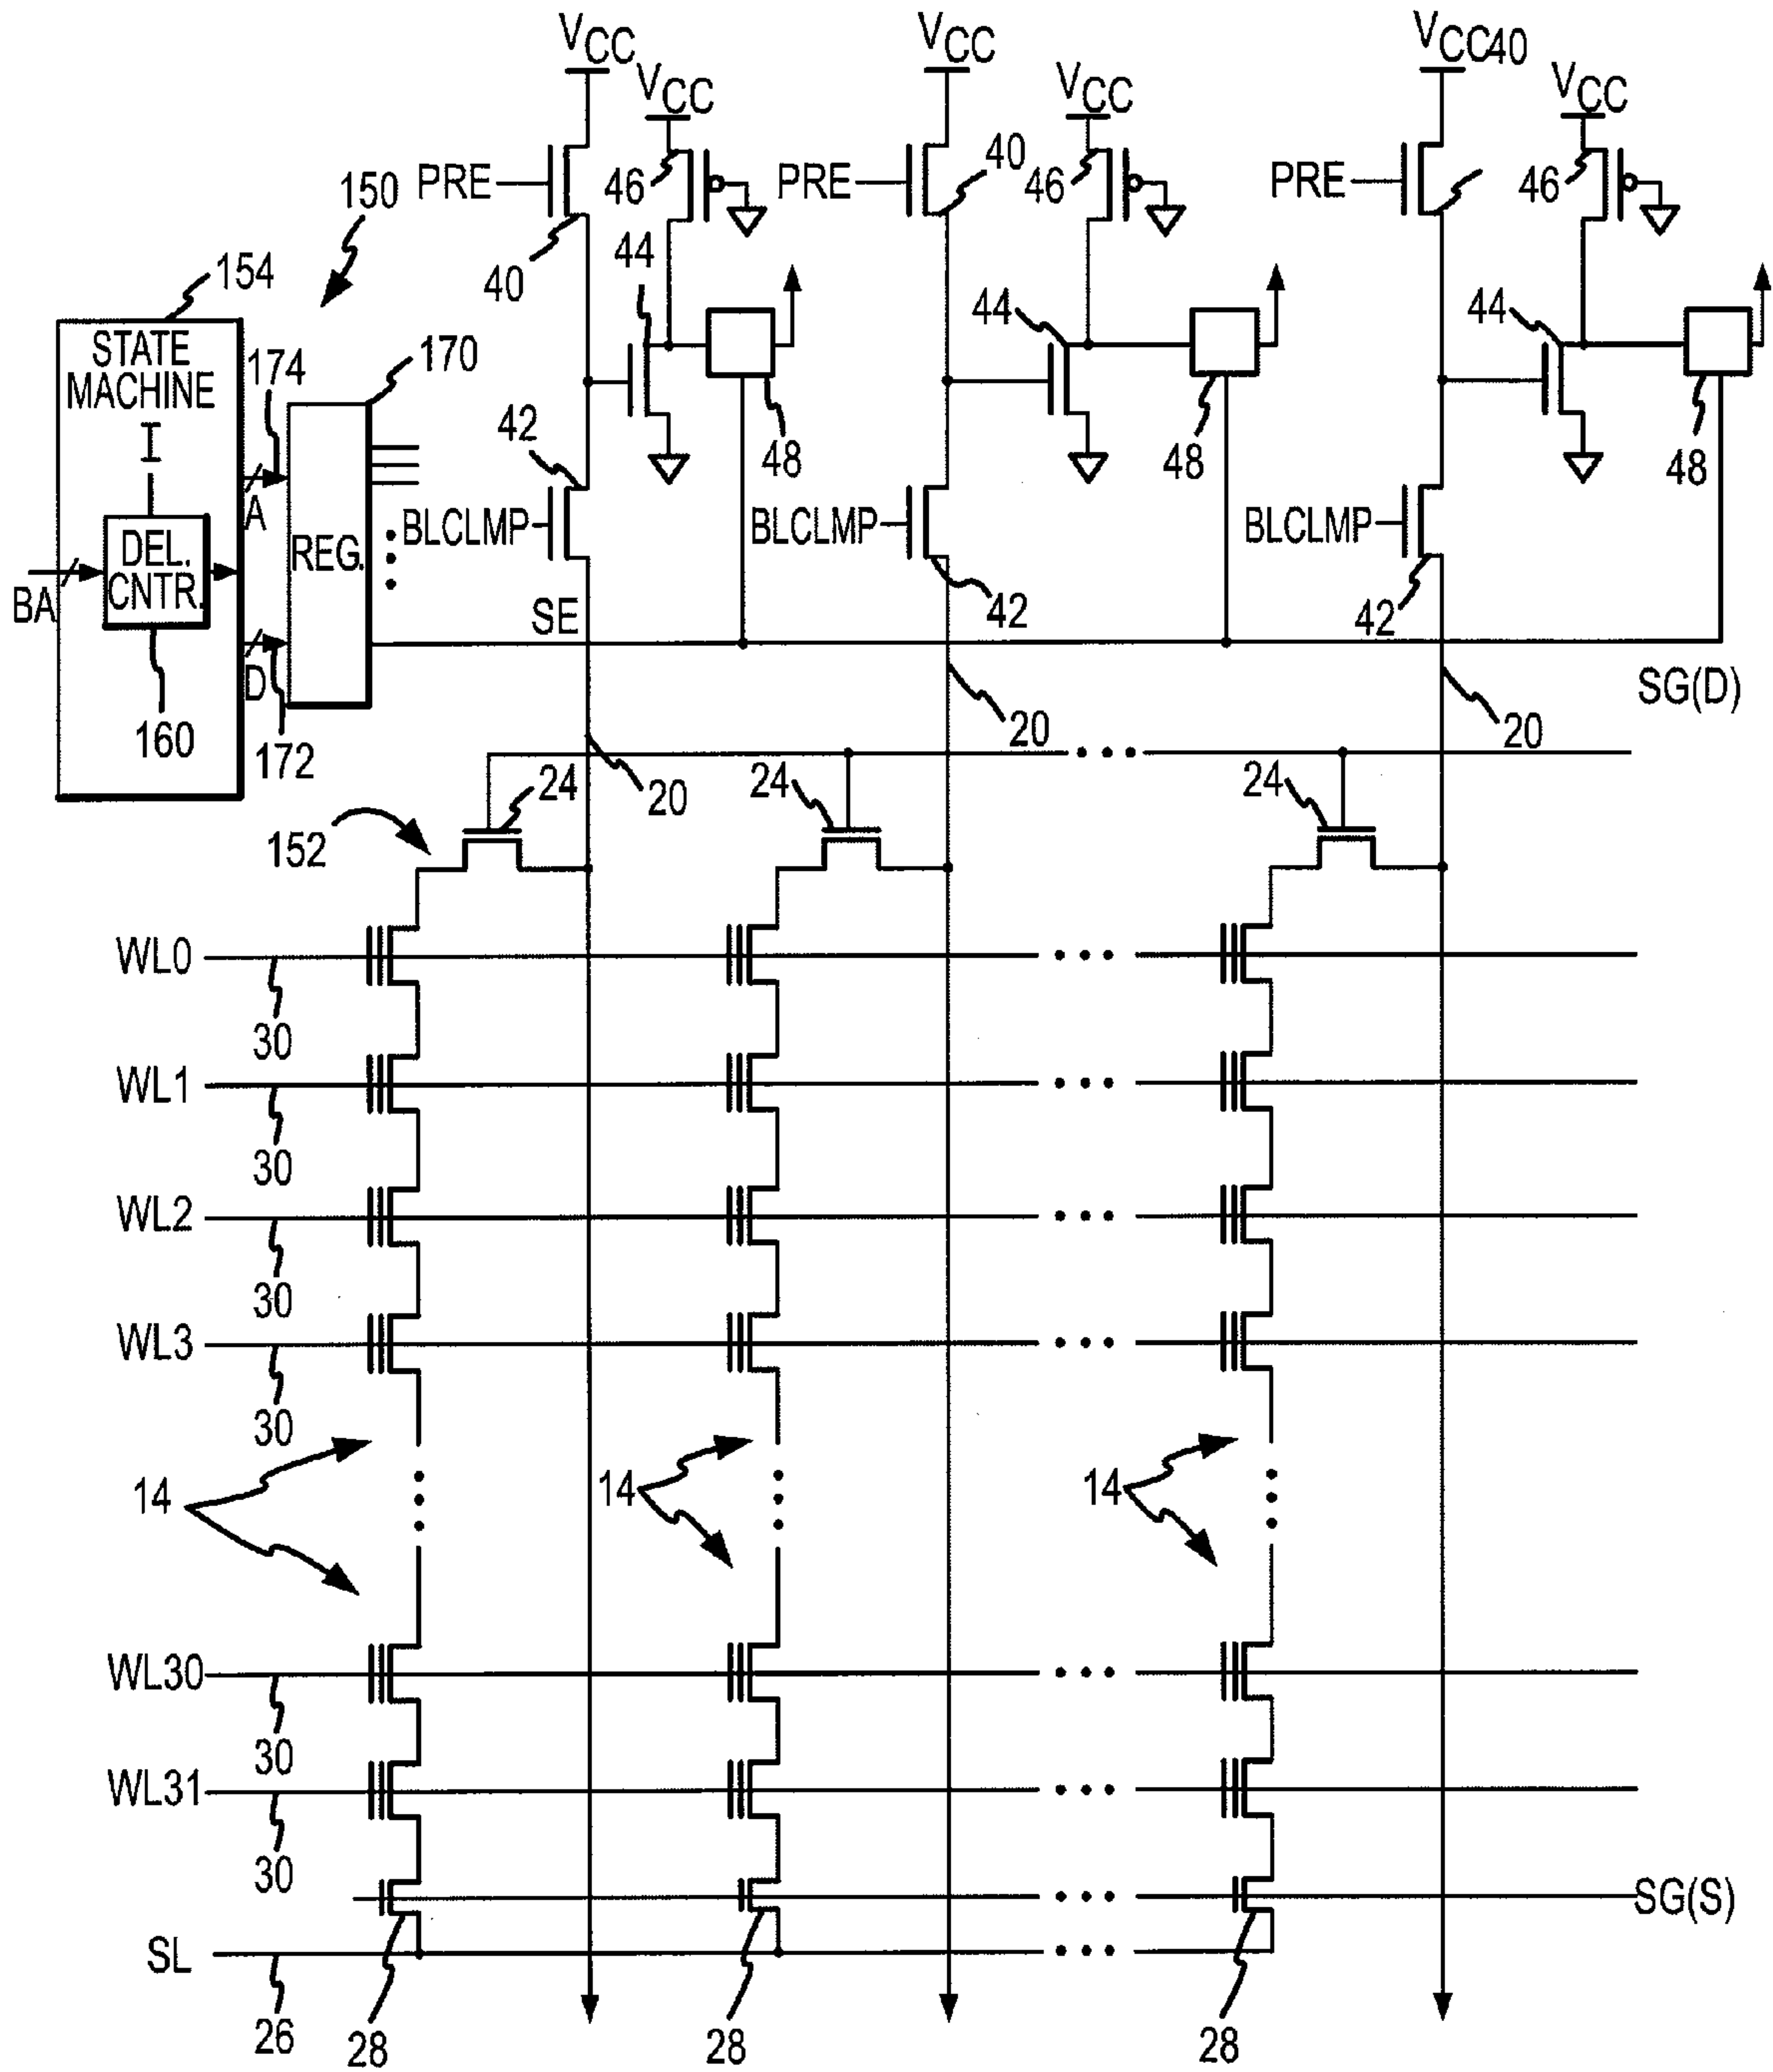 VCC VCC VCC40
VCC VCC VCC
PRE 46 PRE 40 46 PRE 46
150
154 40 44 44 44
STATE MACHINE
174 170
A
42 48 48 48
BLCLMP BLCLMP BLCLMP
DEL. CNTR.
REG.
BA
SE 42 42
D
SG(D)
160 172 20 20
24 20 24 24
152
WL0
30
WL1
30
WL2
30
WL3
30
14 14 14
WL30
30
WL31
30
SG(S)
SL
26 28 28 28